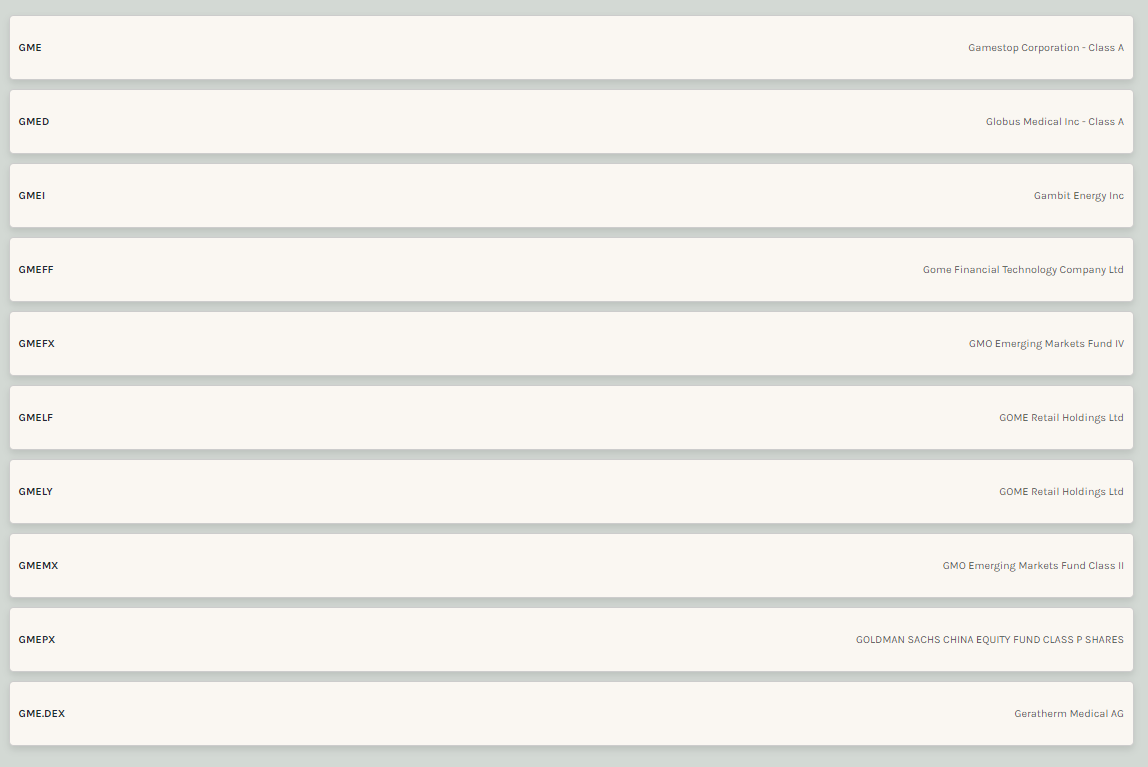 GME Gamestop Corporation - Class A
GMED Globus Medical Inc - Class A
GMEI Gambit Energy Inc
GMEFF Gome Financial Technology Company Ltd
GMEFX GMO Emerging Markets Fund IV
GMELF GOME Retail Holdings Ltd
GMELY GOME Retail Holdings Ltd
GMEMX GMO Emerging Markets Fund Class II
GMEPX GOLDMAN SACHS CHINA EQUITY FUND CLASS P SHARES
GME.DEX Geratherm Medical AG